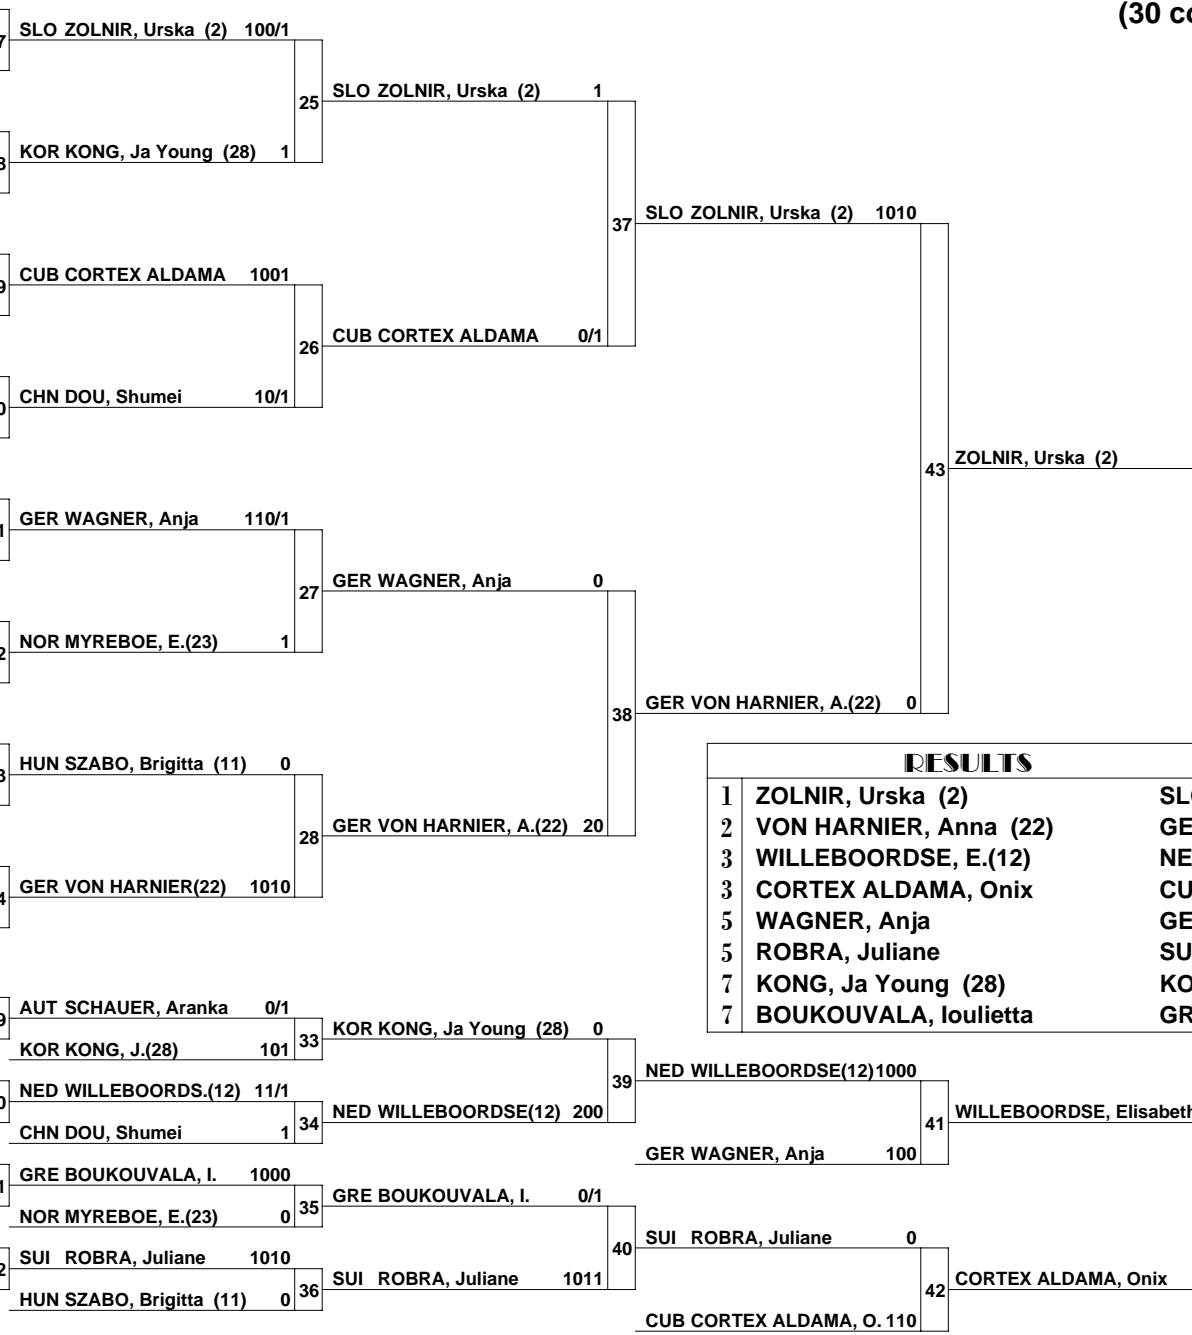 (30 co
SLO ZOLNIR, Urska (2) 100/1
25
SLO ZOLNIR, Urska (2) 1
KOR KONG, Ja Young (28) 1
37
SLO ZOLNIR, Urska (2) 1010
CUB CORTEX ALDAMA 1001
26
CUB CORTEX ALDAMA 0/1
CHN DOU, Shumei 10/1
43
ZOLNIR, Urska (2)
GER WAGNER, Anja 110/1
27
GER WAGNER, Anja 0
NOR MYREBOE, E.(23) 1
38
GER VON HARNIER, A.(22) 0
HUN SZABO, Brigitta (11) 0
28
GER VON HARNIER, A.(22) 20
GER VON HARNIER(22) 1010
RESULTS
1 ZOLNIR, Urska (2) SL
2 VON HARNIER, Anna (22) GE
3 WILLEBOORDSE, E.(12) NE
3 CORTEX ALDAMA, Onix CU
5 WAGNER, Anja GE
5 ROBRA, Juliane SU
7 KONG, Ja Young (28) KO
7 BOUKOUVALA, Ioulietta GR
AUT SCHAUER, Aranka 0/1
KOR KONG, J.(28) 101
33
KOR KONG, Ja Young (28) 0
39
NED WILLEBOORDSE(12) 1000
NED WILLEBOORDS.(12) 11/1
CHN DOU, Shumei 1
34
NED WILLEBOORDSE(12) 200
41
WILLEBOORDSE, Elisabeth
GER WAGNER, Anja 100
GRE BOUKOUVALA, I. 1000
NOR MYREBOE, E.(23) 0
35
GRE BOUKOUVALA, I. 0/1
40
SUI ROBRA, Juliane 0
SUI ROBRA, Juliane 1010
HUN SZABO, Brigitta (11) 0
36
SUI ROBRA, Juliane 1011
42
CORTEX ALDAMA, Onix
CUB CORTEX ALDAMA, O. 110